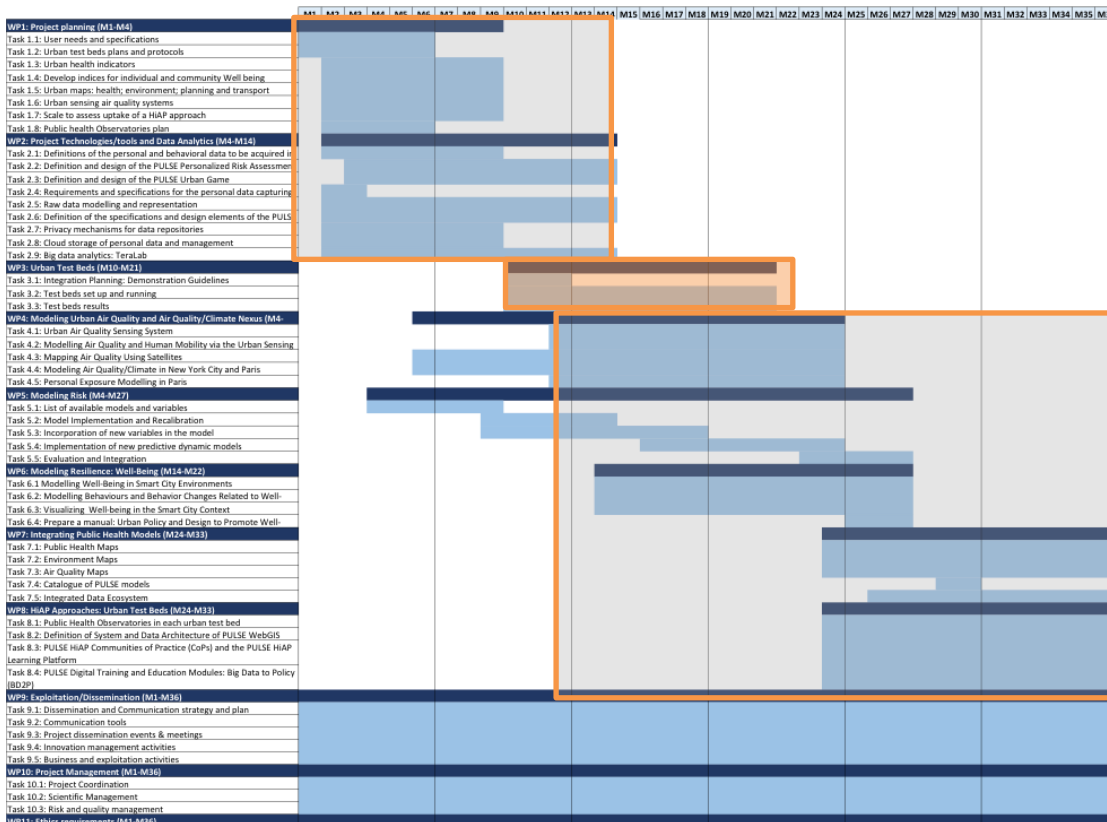 M1 M2 M3 M4 M5 M6 M7 M8 M9 M10 M11 M12 M13 M14 M15 M16 M17 M18 M19 M20 M21 M22 M23 M24 M25 M26 M27 M28 M29 M30 M31 M32 M33 M34 M35
WP1: Project planning (M1-M4)
Task 1.1: User needs and specifications
Task 1.2: Urban test beds plans and protocols
Task 1.3: Urban health indicators
Task 1.4: Develop indices for individual and community Well being
Task 1.5: Urban maps: health; environment; planning and transport
Task 1.6: Urban sensing air quality systems
Task 1.7: Scale to assess uptake of a HiAP approach
Task 1.8: Public health Observatories plan
WP2: Project Technologies/tools and Data Analytics (M4-M14)
Task 2.1: Definitions of the personal and behavioral data to be acquired in
Task 2.2: Definition and design of the PULSE Personalized Risk Assessmen
Task 2.3: Definition and design of the PULSE Urban Game
Task 2.4: Requirements and specifications for the personal data capturing
Task 2.5: Raw data modelling and representation
Task 2.6: Definition of the specifications and design elements of the PULS
Task 2.7: Privacy mechanisms for data repositories
Task 2.8: Cloud storage of personal data and management
Task 2.9: Big data analytics: TeraLab
WP3: Urban Test Beds (M10-M21)
Task 3.1: Integration Planning: Demonstration Guidelines
Task 3.2: Test beds set up and running
Task 3.3: Test beds results
WP4: Modeling Urban Air Quality and Air Quality/Climate Nexus (M4-
Task 4.1: Urban Air Quality Sensing System
Task 4.2: Modelling Air Quality and Human Mobility via the Urban Sensing
Task 4.3: Mapping Air Quality Using Satellites
Task 4.4: Modeling Air Quality/Climate in New York City and Paris
Task 4.5: Personal Exposure Modelling in Paris
WP5: Modeling Risk (M4-M27)
Task 5.1: List of available models and variables
Task 5.2: Model Implementation and Recalibration
Task 5.3: Incorporation of new variables in the model
Task 5.4: Implementation of new predictive dynamic models
Task 5.5: Evaluation and Integration
WP6: Modeling Resilience: Well-Being (M14-M22)
Task 6.1 Modelling Well-Being in Smart City Environments
Task 6.2: Modelling Behaviours and Behavior Changes Related to Well-
Task 6.3: Visualizing Well-being in the Smart City Context
Task 6.4: Prepare a manual: Urban Policy and Design to Promote Well-
WP7: Integrating Public Health Models (M24-M33)
Task 7.1: Public Health Maps
Task 7.2: Environment Maps
Task 7.3: Air Quality Maps
Task 7.4: Catalogue of PULSE models
Task 7.5: Integrated Data Ecosystem
WP8: HiAP Approaches: Urban Test Beds (M24-M33)
Task 8.1: Public Health Observatories in each urban test bed
Task 8.2: Definition of System and Data Architecture of PULSE WebGIS
Task 8.3: PULSE HiAP Communities of Practice (CoPs) and the PULSE HiAP
Learning Platform
Task 8.4: PULSE Digital Training and Education Modules: Big Data to Policy
(BD2P)
WP9: Exploitation/Dissemination (M1-M36)
Task 9.1: Dissemination and Communication strategy and plan
Task 9.2: Communication tools
Task 9.3: Project dissemination events & meetings
Task 9.4: Innovation management activities
Task 9.5: Business and exploitation activities
WP10: Project Management (M1-M36)
Task 10.1: Project Coordination
Task 10.2: Scientific Management
Task 10.3: Risk and quality management
WP11: Ethics requirements (M1-M36)